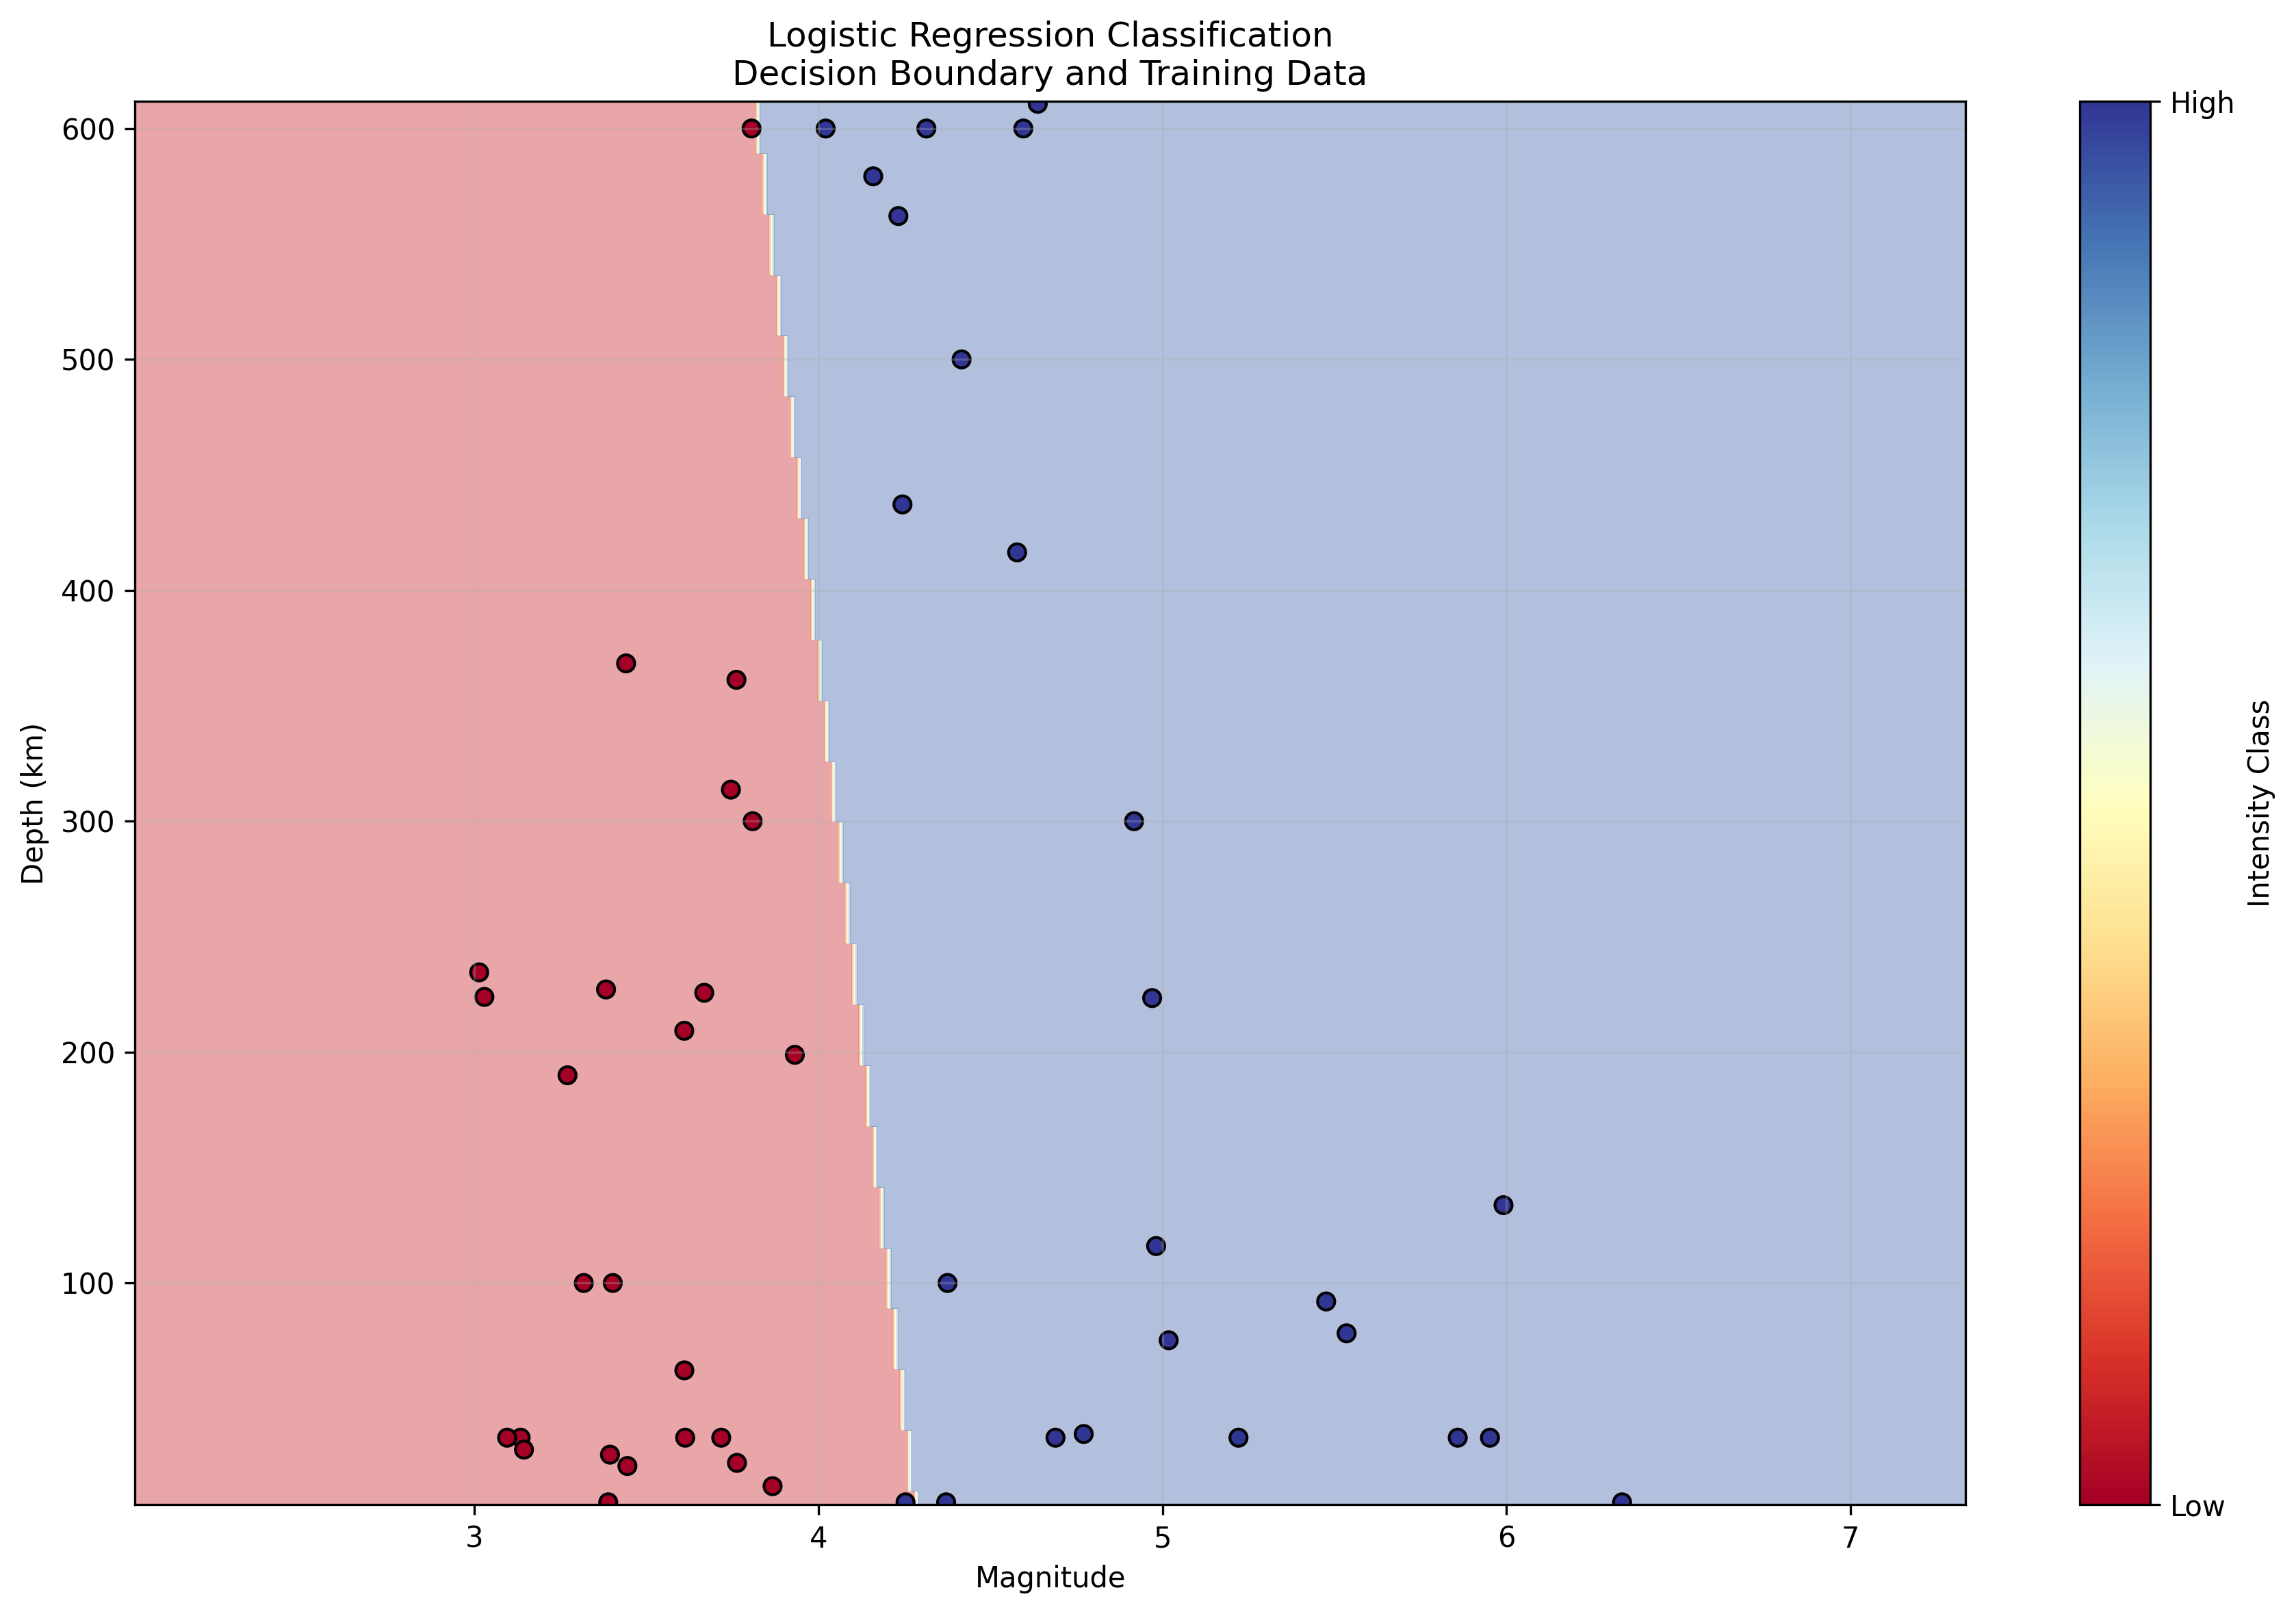 Logistic Regression Classification
Decision Boundary and Training Data
High
600
500
400
300
200
100
Depth (km)
Intensity Class
Low
3 4 5 6 7
Magnitude